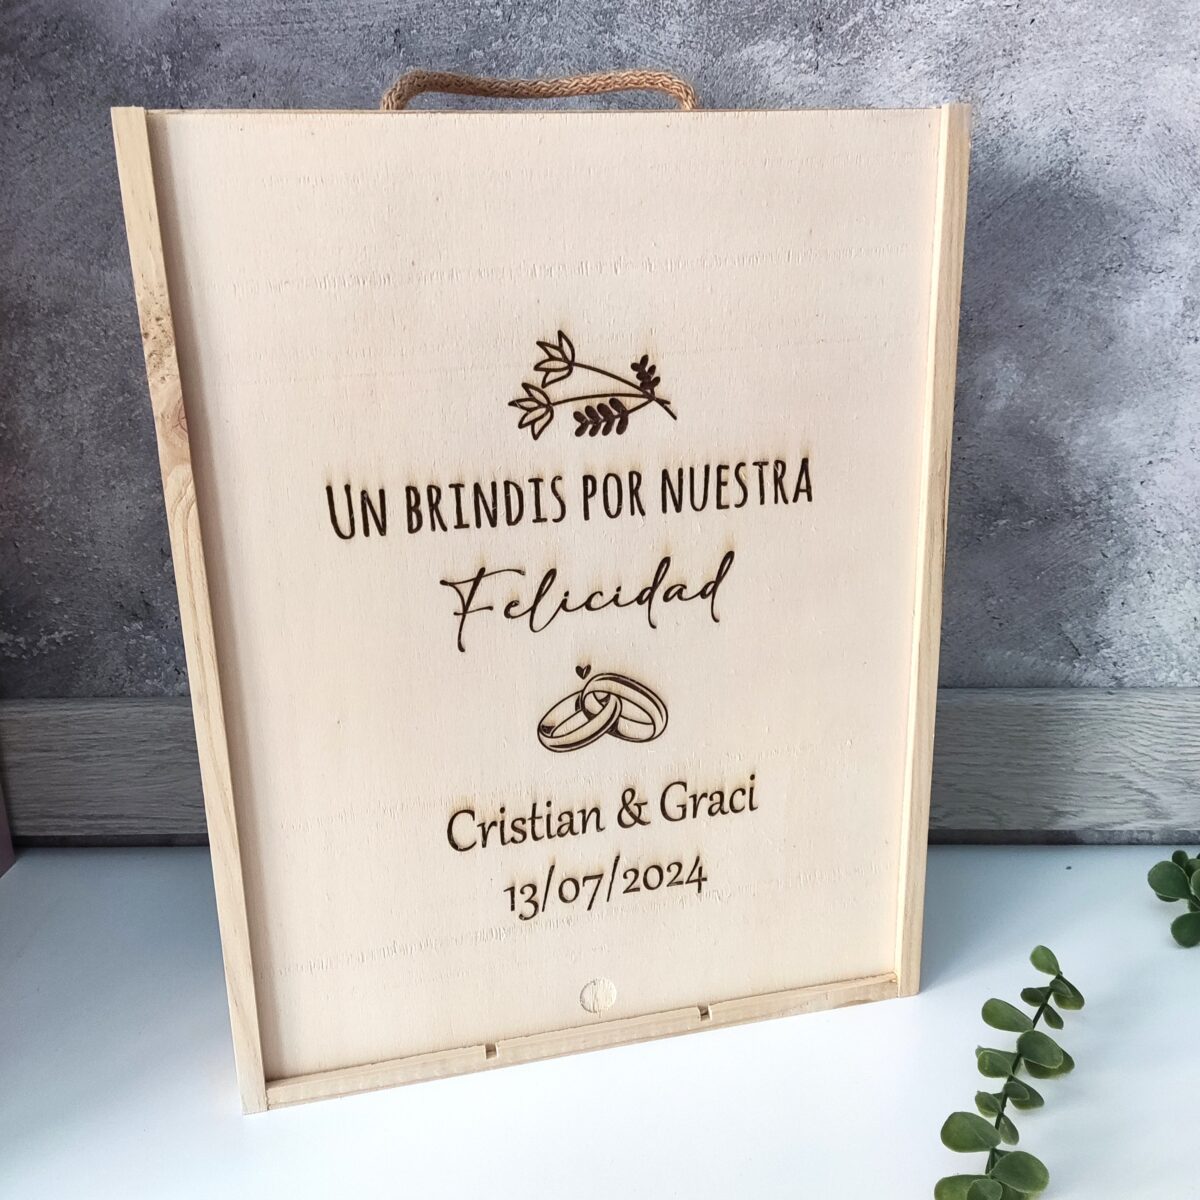 Un brindis por nuestra
Felicidad
Cristian & Graci
13/07/2024